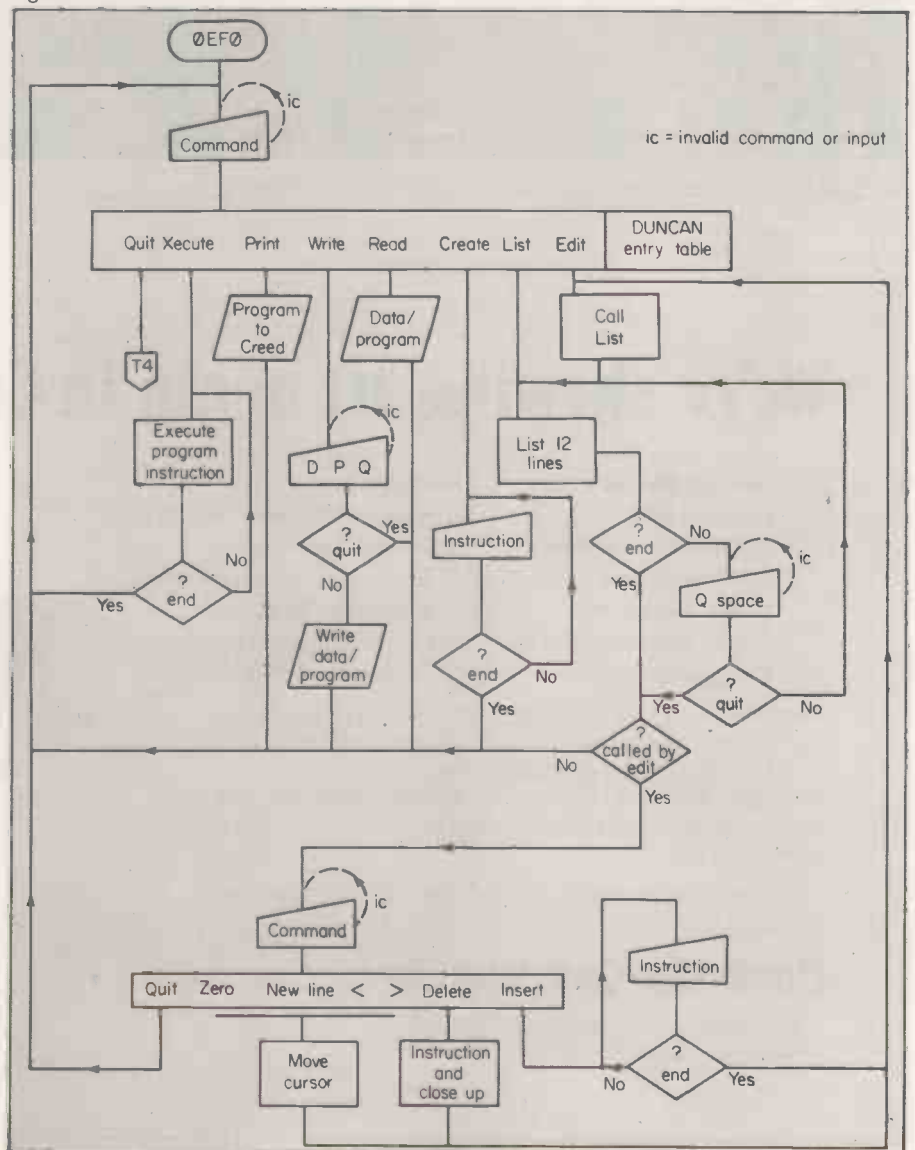 ØEFØ
ic
Command
ic = invalid command or input
Quit Xecute Print Write Read Create List Edit
DUNCAN
entry table
Program
to
Creed
Data/
program
Call
List
T4
ic
Execute
program
instruction
D P Q
List 12
lines
Instruction
?
quit
Yes
No
?
end
No
Yes
ic
Q space
?
end
No
Yes
Write
data/
program
?
end
No
Yes
?
quit
Yes
No
?
called by
edit
No
Yes
ic
Command
Instruction
Quit Zero New line < > Delete Insert
Move
cursor
Instruction
and
close up
?
end
No
Yes